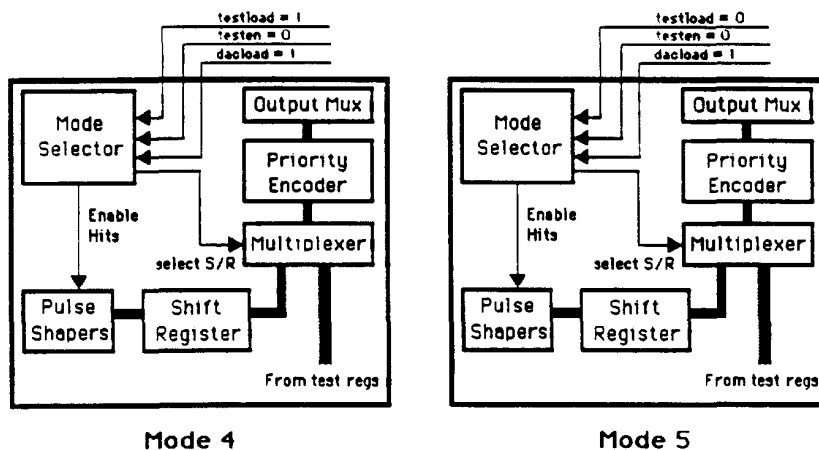 testload = 1
testen = 0
dacload = 1
Mode
Selector
Output Mux
Priority
Encoder
Enable
Hits
Multiplexer
select S/R
Pulse
Shapers
Shift
Register
From test regs
Mode 4
testload = 0
testen = 0
dacload = 1
Mode
Selector
Output Mux
Priority
Encoder
Enable
Hits
Multiplexer
select S/R
Pulse
Shapers
Shift
Register
From test regs
Mode 5